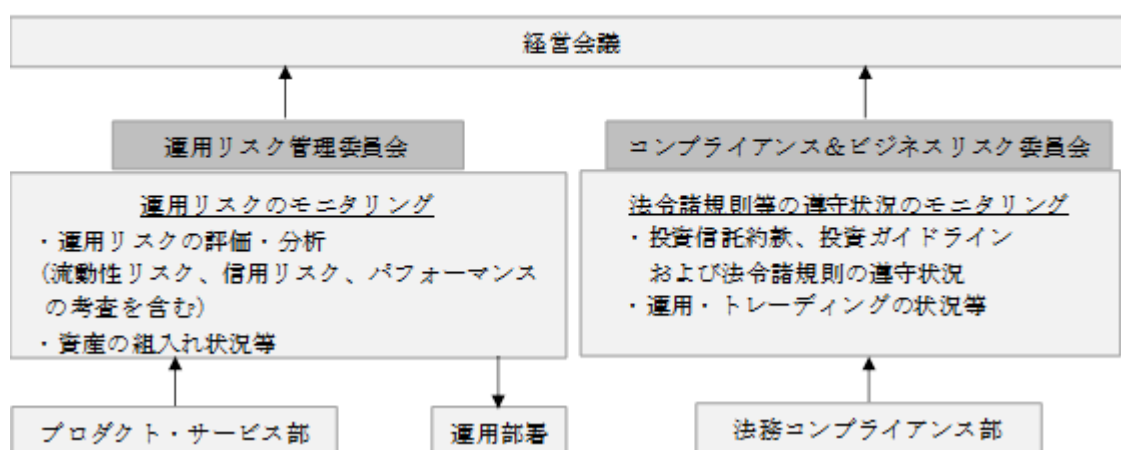 経営会議
運用リスク管理委員会
運用リスクのモニタリング
・運用リスクの評価・分析
(流動性リスク、信用リスク、パフォーマンス
の考査を含む)
・資産の組入れ状況等
コンプライアンス＆ビジネスリスク委員会
法令諸規則等の遵守状況のモニタリング
・投資信託約款、投資ガイドライン
および法令諸規則の遵守状況
・運用・トレーディングの状況等
プロダクト・サービス部
運用部署
法務コンプライアンス部